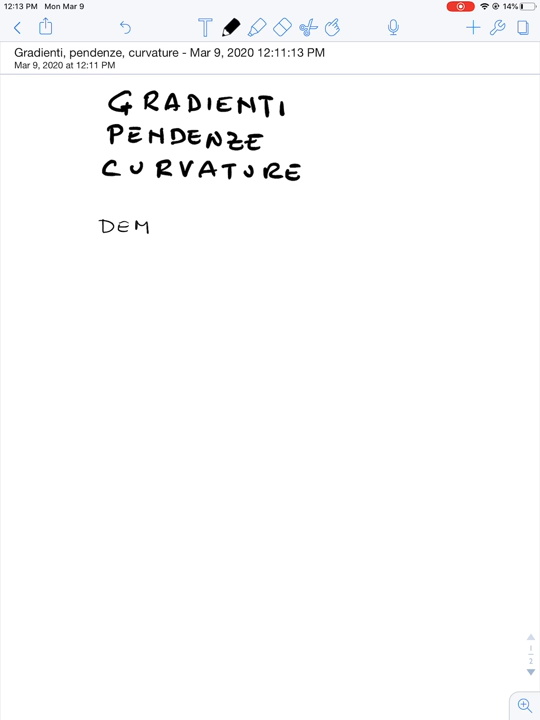 12:13 PM Mon Mar 9
14%
T
Gradienti, pendenze, curvature - Mar 9, 2020 12:11:13 PM
Mar 9, 2020 at 12:11 PM
GRADIENTI
PENDENZE
CURVATURE
DEM
1
2